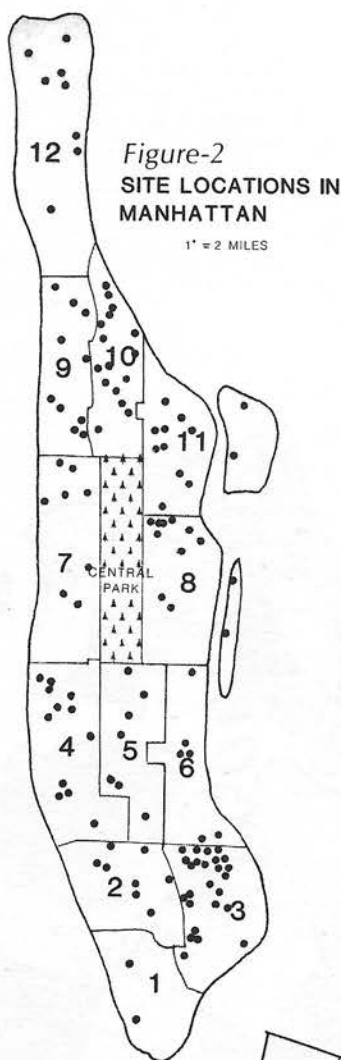 12
Figure-2
SITE LOCATIONS IN
MANHATTAN
1" = 2 MILES
9
10
11
7
CENTRAL
PARK
8
4
5
6
2
3
1